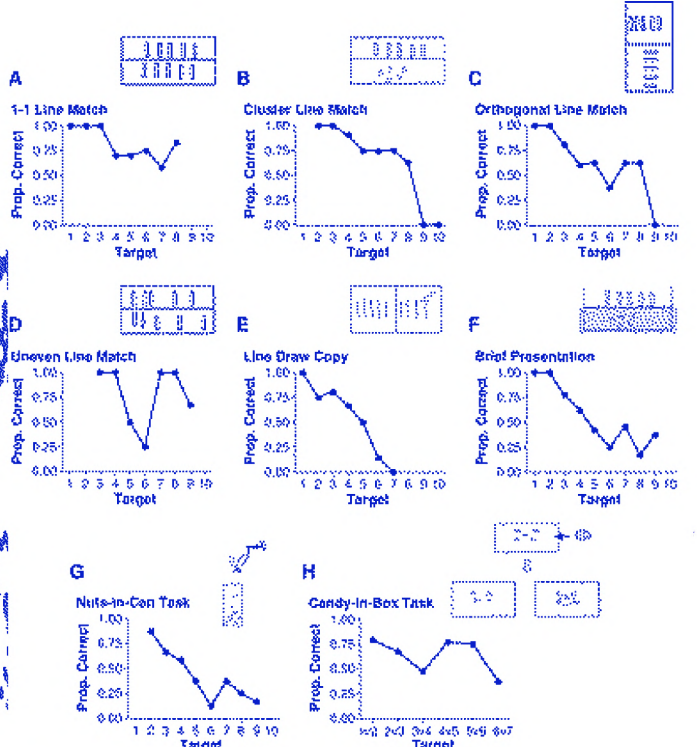 A
1-1 Line Match
Prop. Correct
1.00
0.75
0.50
0.25
0.00
1 2 3 4 5 6 7 8 9 10
Target
B
Cluster Line Match
Prop. Correct
1.00
0.75
0.50
0.25
0.00
1 2 3 4 5 6 7 8 9 10
Target
C
Orthogonal Line Match
Prop. Correct
1.00
0.75
0.50
0.25
0.00
1 2 3 4 5 6 7 8 9 10
Target
D
Uneven Line Match
Prop. Correct
1.00
0.75
0.50
0.25
0.00
1 2 3 4 5 6 7 8 9 10
Target
E
Line Draw Copy
Prop. Correct
1.00
0.75
0.50
0.25
0.00
1 2 3 4 5 6 7 8 9 10
Target
F
Brief Presentation
Prop. Correct
1.00
0.75
0.50
0.25
0.00
1 2 3 4 5 6 7 8 9 10
Target
G
Nuts-in-Can Task
Prop. Correct
1.00
0.75
0.50
0.25
0.00
1 2 3 4 5 6 7 8 9 10
Target
H
Candy-in-Box Task
Prop. Correct
1.00
0.75
0.50
0.25
0.00
1v2 2v3 3v4 4v5 5v6 6v7
Target